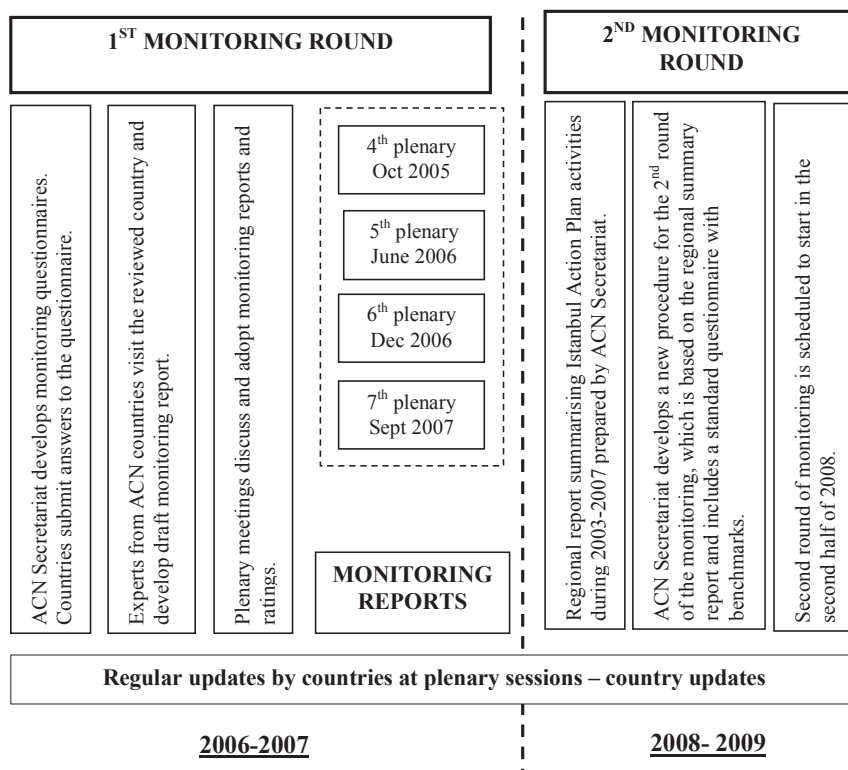 1ST MONITORING ROUND
2ND MONITORING
ROUND
ACN Secretariat develops monitoring questionnaires.
Countries submit answers to the questionnaire.
Experts from ACN countries visit the reviewed country and
develop draft monitoring report.
Plenary meetings discuss and adopt monitoring reports and
ratings.
4th plenary
Oct 2005
5th plenary
June 2006
6th plenary
Dec 2006
7th plenary
Sept 2007
MONITORING
REPORTS
Regional report summarising Istanbul Action Plan activities
during 2003-2007 prepared by ACN Secretariat.
ACN Secretariat develops a new procedure for the 2nd round
of the monitoring, which is based on the regional summary
report and includes a standard questionnaire with
benchmarks.
Second round of monitoring is scheduled to start in the
second half of 2008.
Regular updates by countries at plenary sessions – country updates
2006-2007
2008- 2009